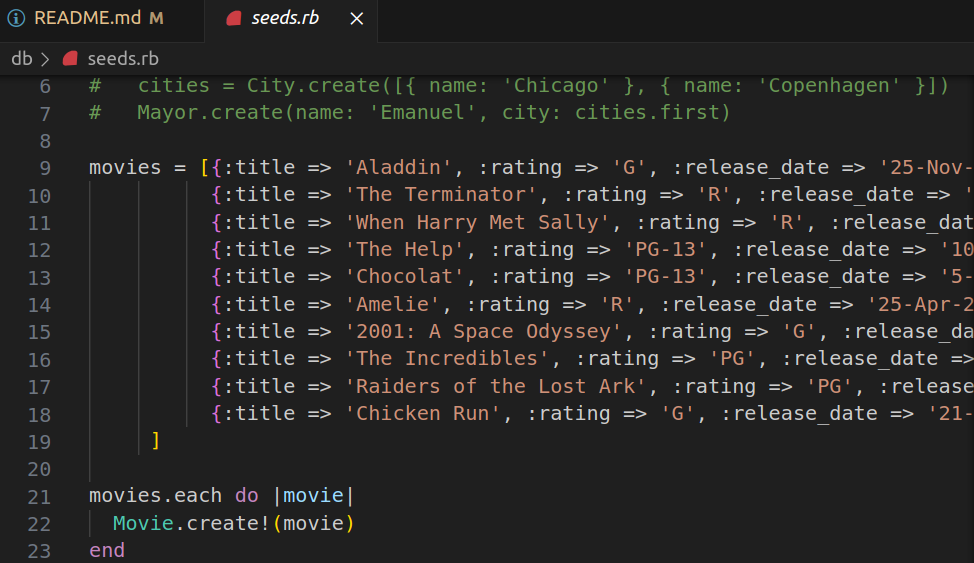 README.md M
seeds.rb
db > seeds.rb
6 #   cities = City.create([{ name: 'Chicago' }, { name: 'Copenhagen' }])
7 #   Mayor.create(name: 'Emanuel', city: cities.first)
8
9 movies = [{:title => 'Aladdin', :rating => 'G', :release_date => '25-Nov-
10 {:title => 'The Terminator', :rating => 'R', :release_date => '
11 {:title => 'When Harry Met Sally', :rating => 'R', :release_dat
12 {:title => 'The Help', :rating => 'PG-13', :release_date => '10
13 {:title => 'Chocolat', :rating => 'PG-13', :release_date => '5-
14 {:title => 'Amelie', :rating => 'R', :release_date => '25-Apr-2
15 {:title => '2001: A Space Odyssey', :rating => 'G', :release_da
16 {:title => 'The Incredibles', :rating => 'PG', :release_date =>
17 {:title => 'Raiders of the Lost Ark', :rating => 'PG', :release
18 {:title => 'Chicken Run', :rating => 'G', :release_date => '21-
19 ]
20
21 movies.each do |movie|
22   Movie.create!(movie)
23 end